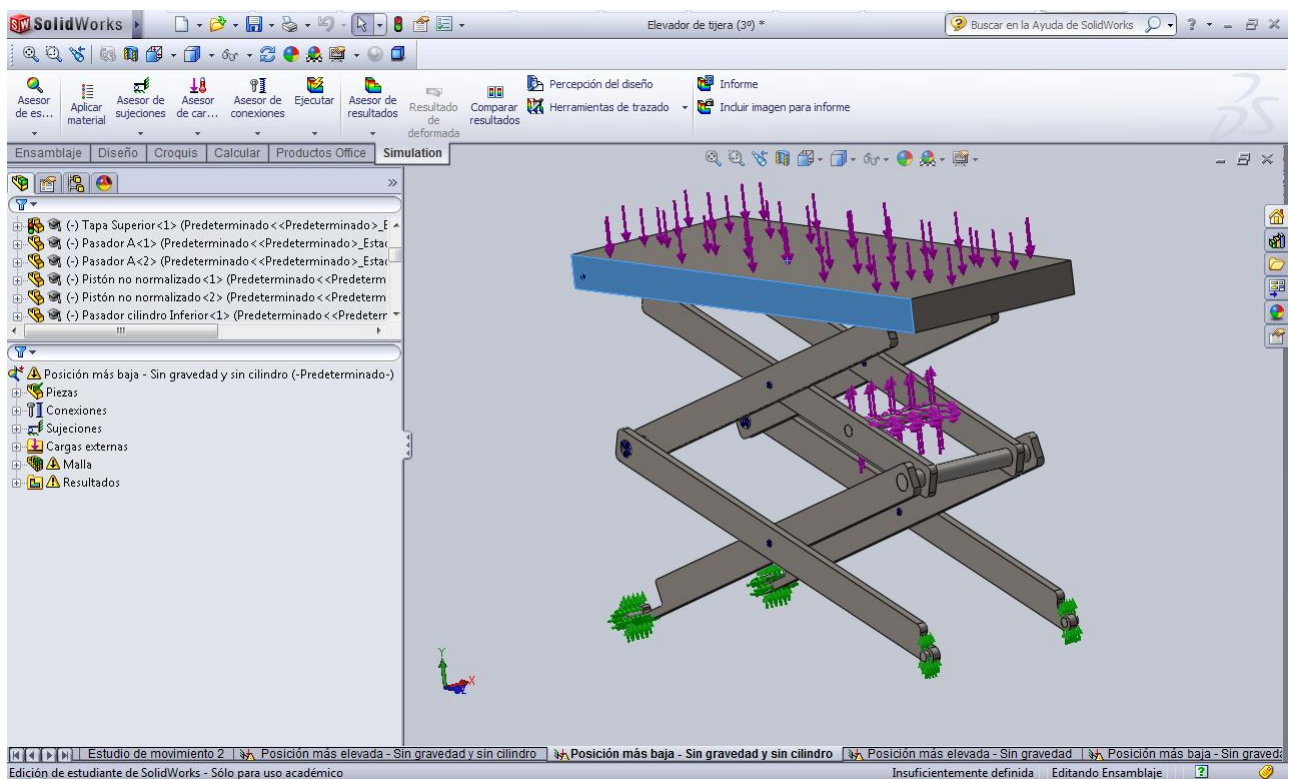 SolidWorks
Elevador de tijera (3º) *
Buscar en la Ayuda de SolidWorks
Asesor de es...
Aplicar material
Asesor de sujeciones
Asesor de car...
Asesor de conexiones
Ejecutar
Asesor de resultados
Resultado de deformada
Comparar resultados
Percepción del diseño
Herramientas de trazado
Informe
Incluir imagen para informe
Ensamblaje Diseño Croquis Calcular Productos Office Simulation
(-) Tapa Superior<1> (Predeterminado<<Predeterminado>_E
(-) Pasador A<1> (Predeterminado<<Predeterminado>_Estac
(-) Pasador A<2> (Predeterminado<<Predeterminado>_Estac
(-) Pistón no normalizado<1> (Predeterminado<<Predeterm
(-) Pistón no normalizado<2> (Predeterminado<<Predeterm
(-) Pasador cilindro Inferior<1> (Predeterminado<<Predeterr
Posición más baja - Sin gravedad y sin cilindro (-Predeterminado-)
Piezas
Conexiones
Sujeciones
Cargas externas
Malla
Resultados
Y
X
Estudio de movimiento 2 Posición más elevada - Sin gravedad y sin cilindro Posición más baja - Sin gravedad y sin cilindro Posición más elevada - Sin gravedad Posición más baja - Sin graveda
Edición de estudiante de SolidWorks - Sólo para uso académico Insuficientemente definida Editando Ensamblaje